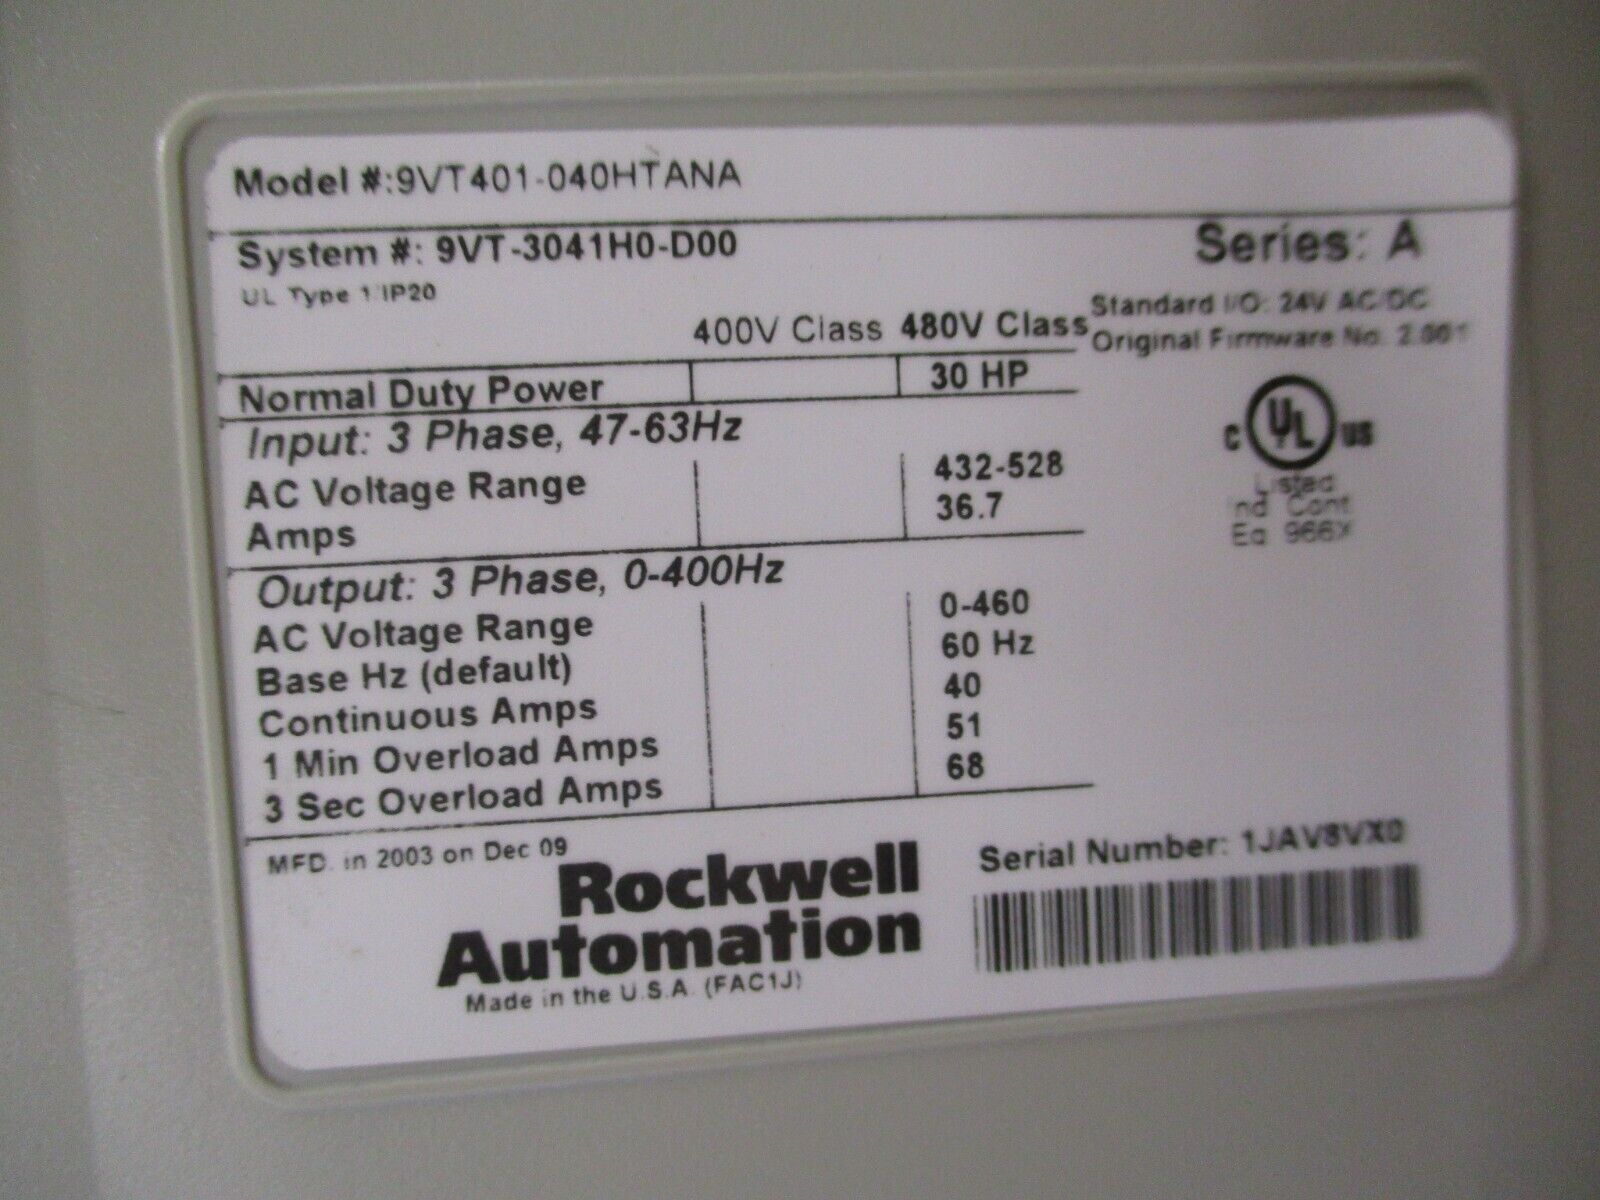 Model #:9VT401-040HTANA
System #: 9VT-3041H0-D00
Series: A
UL Type 1/IP20
Standard I/O: 24V AC/DC
400V Class 480V Class
Original Firmware No. 2.001
Normal Duty Power 30 HP
Input: 3 Phase, 47-63Hz
AC Voltage Range 432-528
Amps 36.7
C UL US
Listed
Ind Cont
Eq 966X
Output: 3 Phase, 0-400Hz
AC Voltage Range 0-460
Base Hz (default) 60 Hz
Continuous Amps 40
1 Min Overload Amps 51
3 Sec Overload Amps 68
MFD. in 2003 on Dec 09
Serial Number: 1JAV8VX0
Rockwell
Automation
Made in the U.S.A. (FAC1J)